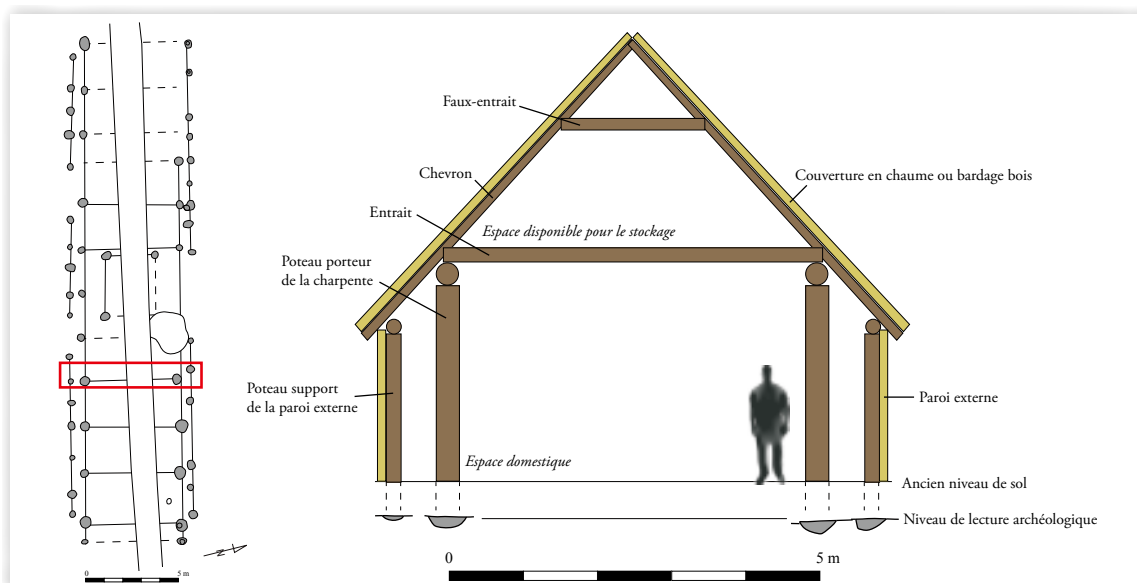 Faux-entrait
Chevron
Couverture en chaume ou bardage bois
Entrait
Espace disponible pour le stockage
Poteau porteur
de la charpente
Poteau support
de la paroi externe
Paroi externe
Espace domestique
Ancien niveau de sol
Niveau de lecture archéologique
N
0
5 m
0
5 m